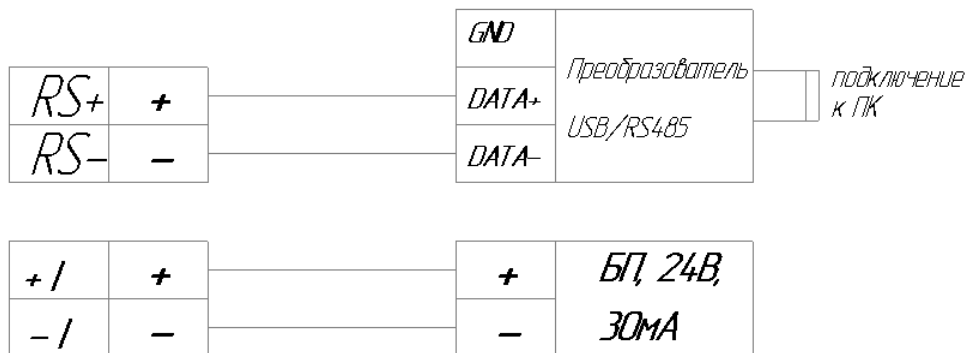 GND
Преобразователь
подключение
RS+ + DATA+
к ПК
USB/RS485
RS- - DATA-
+I + + БП, 24В,
-I - - 30мА